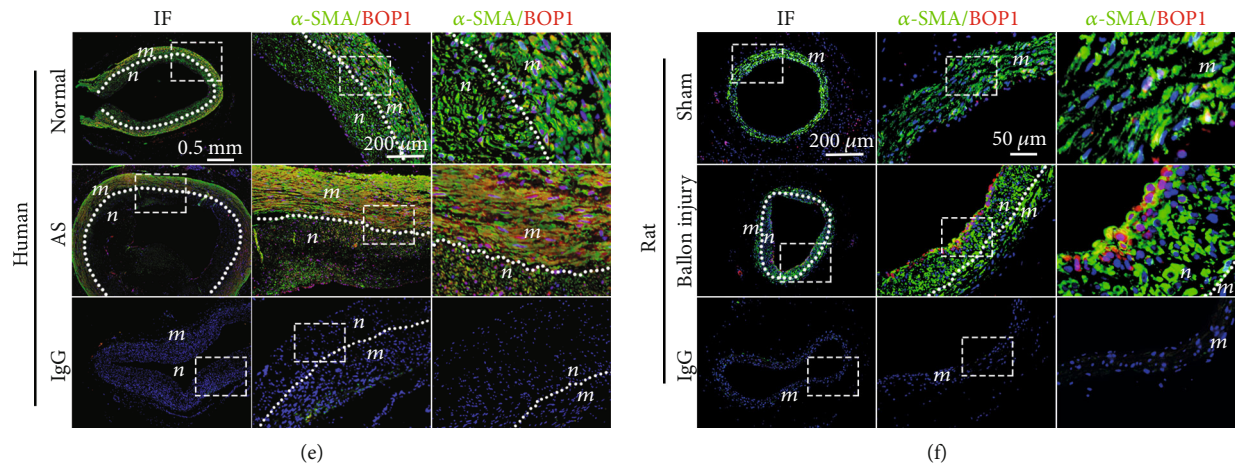 IF α-SMA/BOP1 α-SMA/BOP1
Human
Normal
m n 0.5 mm
n m 200 μm
n m
AS
m n
m n
m n
IgG
m n
n m
n m
(e)
IF α-SMA/BOP1 α-SMA/BOP1
Rat
Sham
m 200 μm
m 50 μm
m
Ballon injury
m n
n m
n m
IgG
m
m
m
(f)